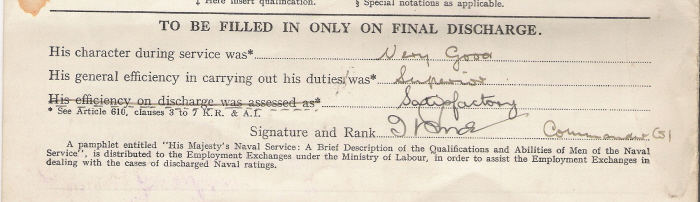 ‡ Here insert qualification. § Special notations as applicable.
TO BE FILLED IN ONLY ON FINAL DISCHARGE.
His character during service was* Very Good
His general efficiency in carrying out his duties was* Superior
His efficiency on discharge was assessed as* Satisfactory
* See Article 616, clauses 3 to 7 K.R. & A.I.
Signature and Rank Commander (S)
A pamphlet entitled "His Majesty's Naval Service: A Brief Description of the Qualifications and Abilities of Men of the Naval
Service", is distributed to the Employment Exchanges under the Ministry of Labour, in order to assist the Employment Exchanges in
dealing with the cases of discharged Naval ratings.